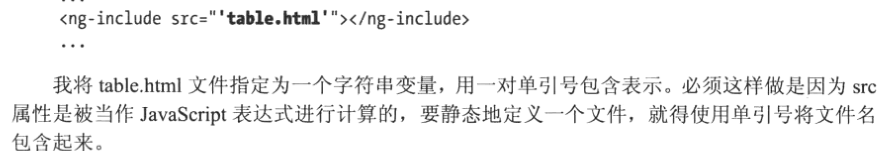 ...
<ng-include src="'table.html'"></ng-include>
...
我将 table.html 文件指定为一个字符串变量，用一对单引号包含表示。必须这样做是因为 src
属性是被当作 JavaScript 表达式进行计算的，要静态地定义一个文件，就得使用单引号将文件名
包含起来。